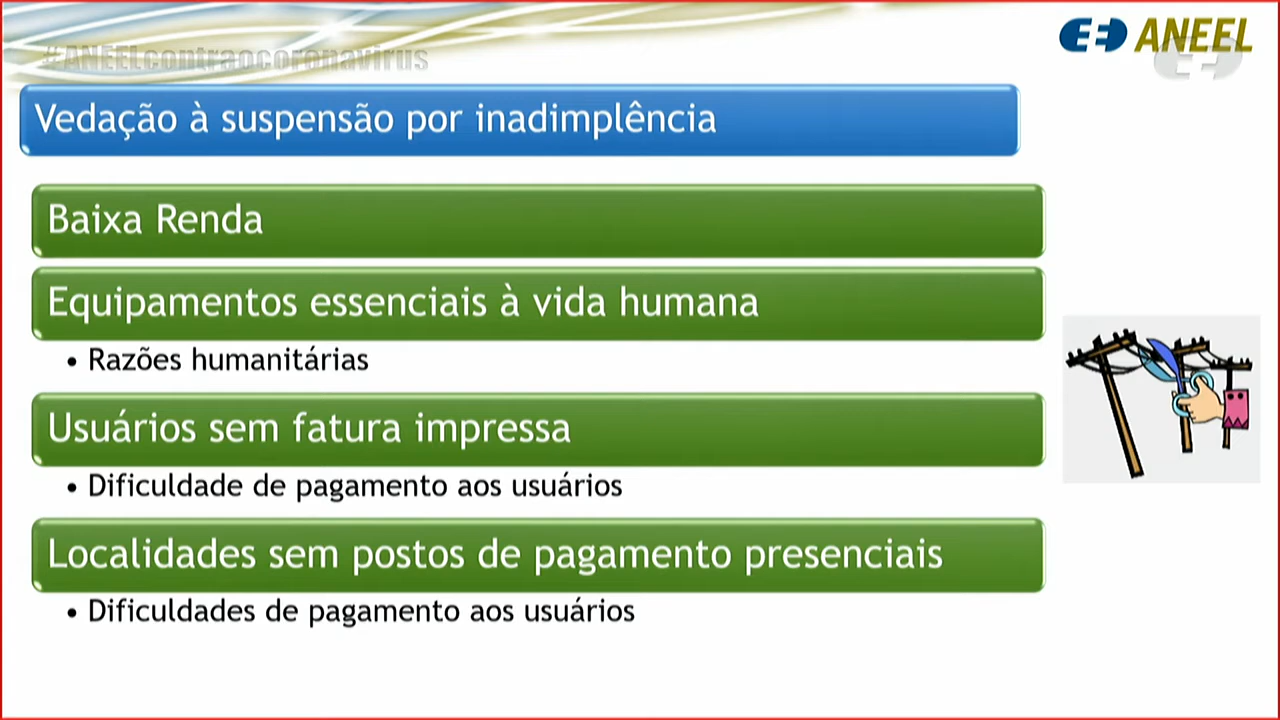 #ANEELcontraocoronavirus
ANEEL
Vedação à suspensão por inadimplência
Baixa Renda
Equipamentos essenciais à vida humana
• Razões humanitárias
Usuários sem fatura impressa
• Dificuldade de pagamento aos usuários
Localidades sem postos de pagamento presenciais
• Dificuldades de pagamento aos usuários